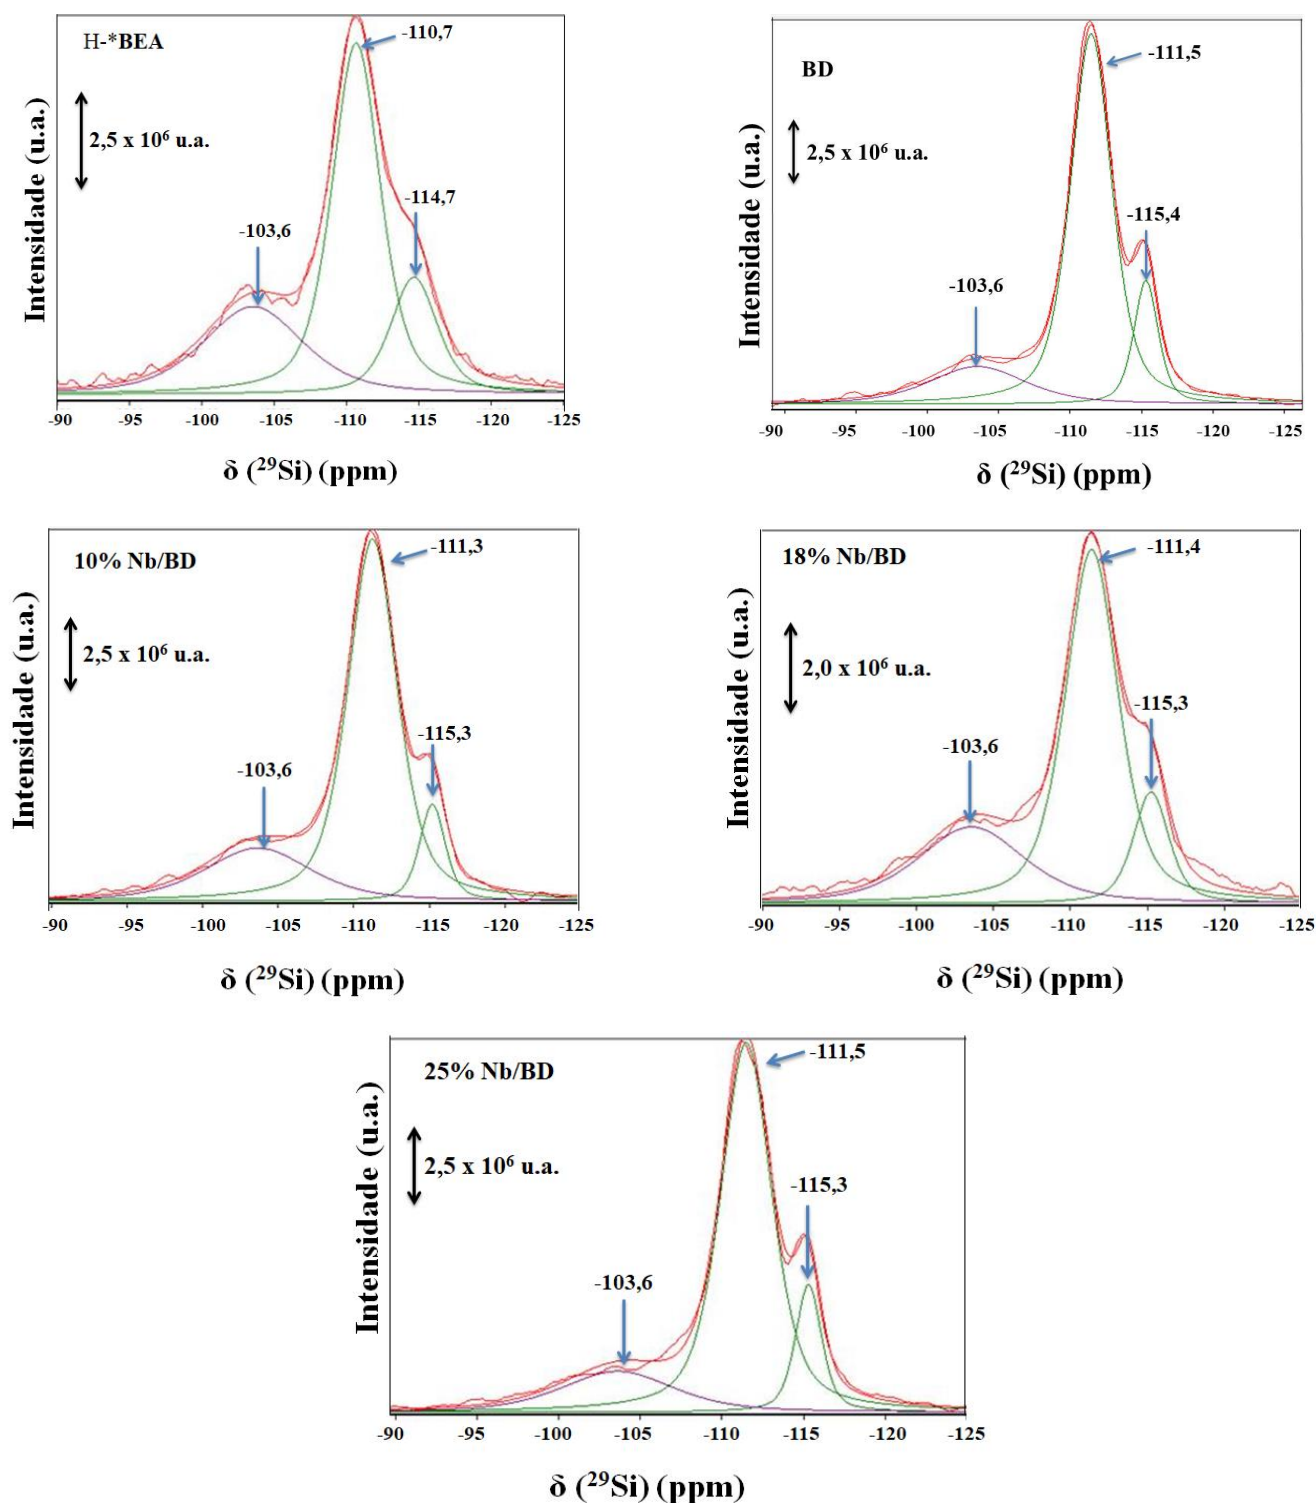 H-*BEA
-110,7
2,5 x 10⁶ u.a.
-114,7
-103,6
Intensidade (u.a.)
-90 -95 -100 -105 -110 -115 -120 -125
δ (²⁹Si) (ppm)
BD
-111,5
2,5 x 10⁶ u.a.
-115,4
-103,6
Intensidade (u.a.)
-90 -95 -100 -105 -110 -115 -120 -125
δ (²⁹Si) (ppm)
10% Nb/BD
-111,3
2,5 x 10⁶ u.a.
-115,3
-103,6
Intensidade (u.a.)
-90 -95 -100 -105 -110 -115 -120 -125
δ (²⁹Si) (ppm)
18% Nb/BD
-111,4
2,0 x 10⁶ u.a.
-115,3
-103,6
Intensidade (u.a.)
-90 -95 -100 -105 -110 -115 -120 -125
δ (²⁹Si) (ppm)
25% Nb/BD
-111,5
2,5 x 10⁶ u.a.
-115,3
-103,6
Intensidade (u.a.)
-90 -95 -100 -105 -110 -115 -120 -125
δ (²⁹Si) (ppm)